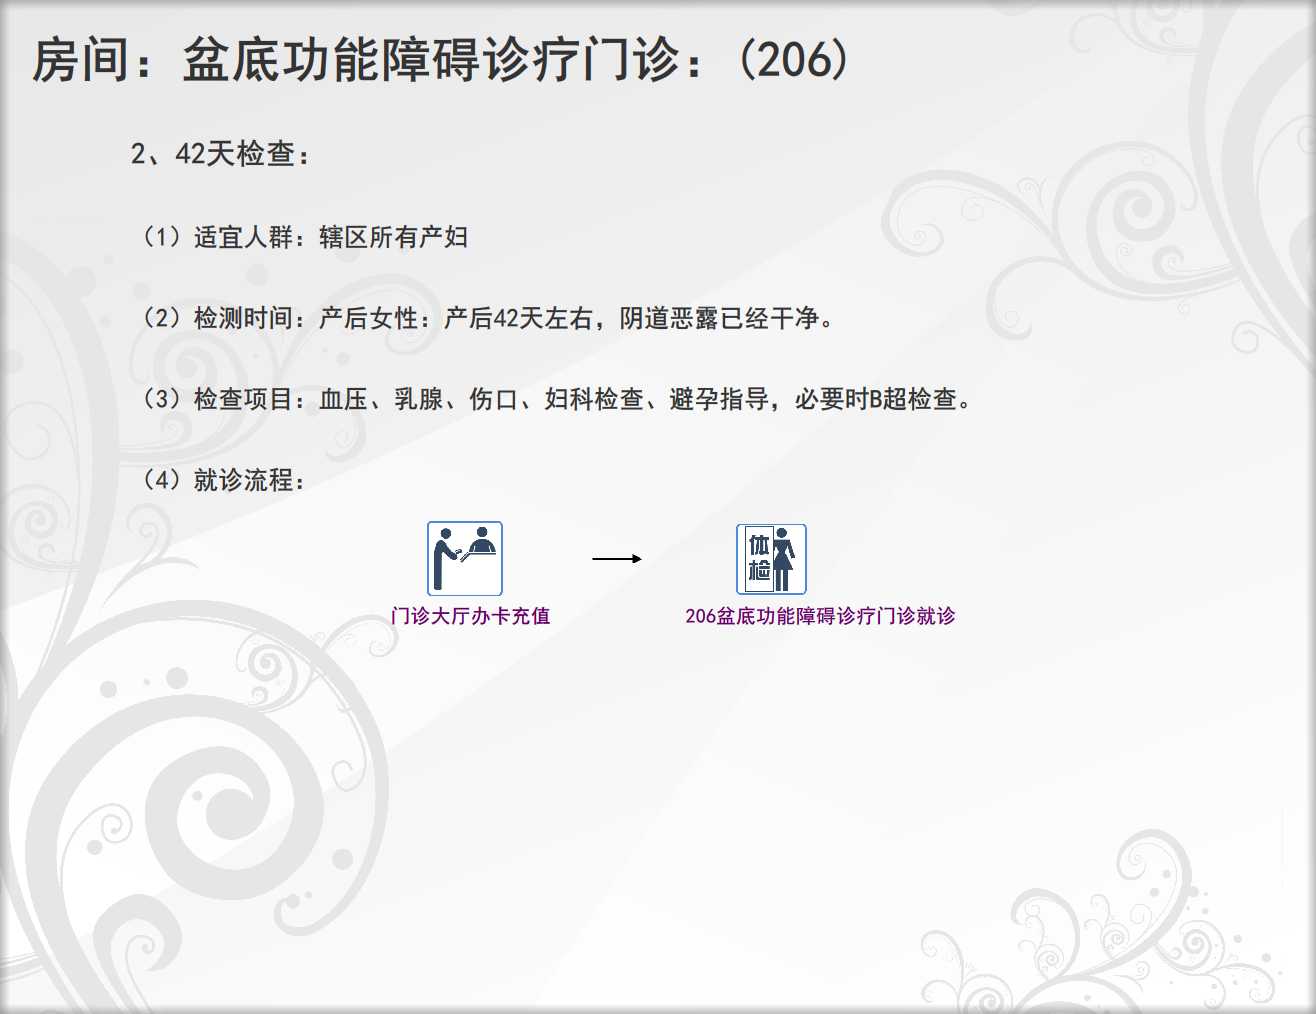 房间：盆底功能障碍诊疗门诊：（206）
2、42天检查：
（1）适宜人群：辖区所有产妇
（2）检测时间：产后女性：产后42天左右，阴道恶露已经干净。
（3）检查项目：血压、乳腺、伤口、妇科检查、避孕指导，必要时B超检查。
（4）就诊流程：
体检
门诊大厅办卡充值
206盆底功能障碍诊疗门诊就诊